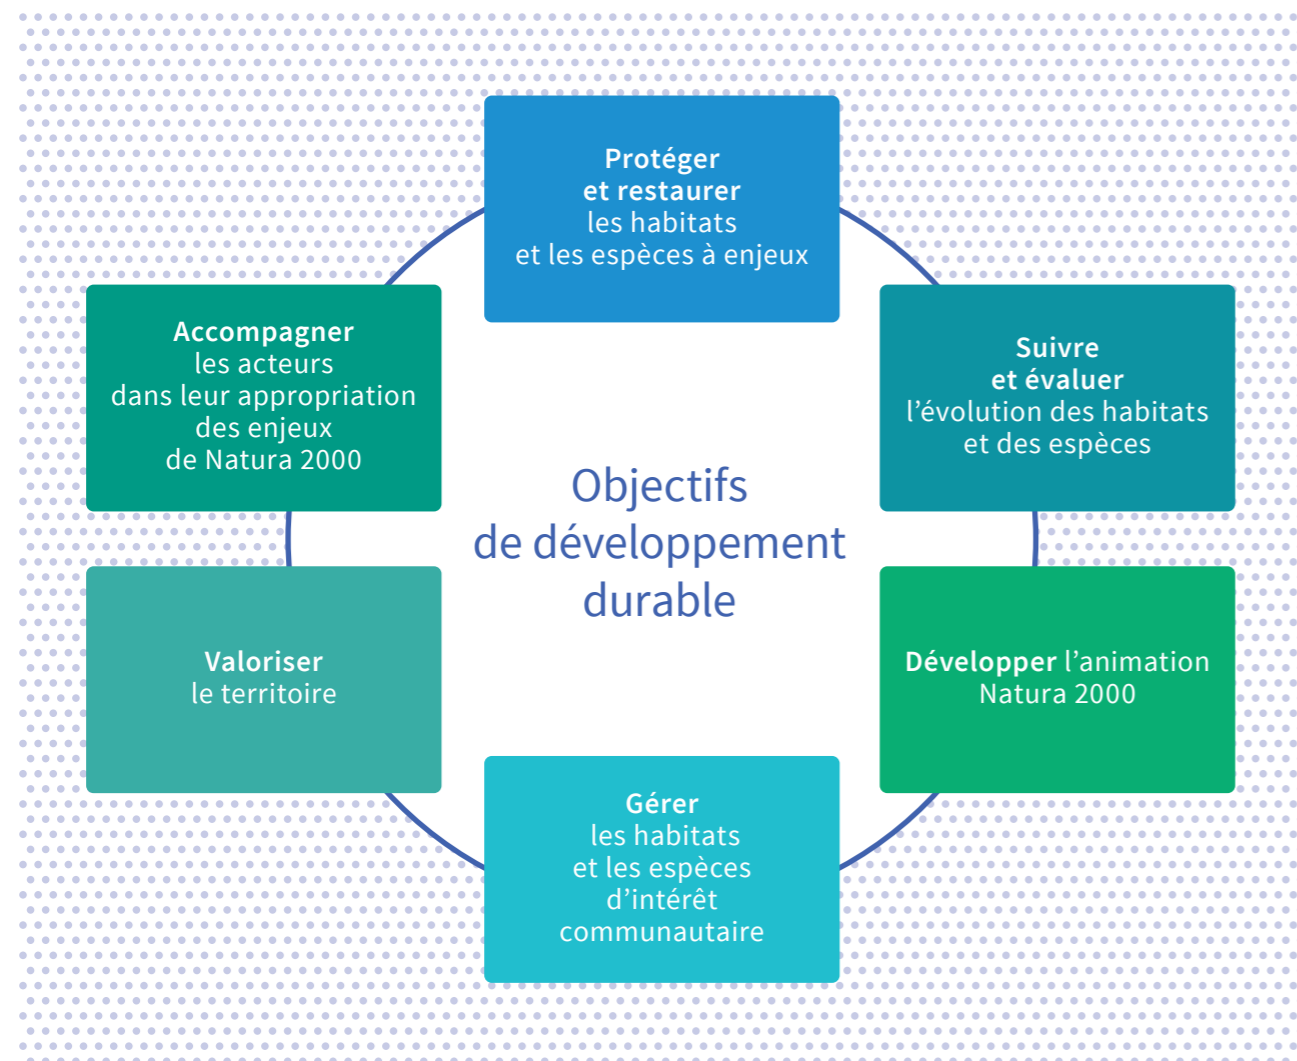 Protéger
et restaurer
les habitats
et les espèces à enjeux
Accompagner
les acteurs
dans leur appropriation
des enjeux
de Natura 2000
Suivre
et évaluer
l’évolution des habitats
et des espèces
Objectifs
de développement
durable
Valoriser
le territoire
Développer l’animation
Natura 2000
Gérer
les habitats
et les espèces
d’intérêt
communautaire